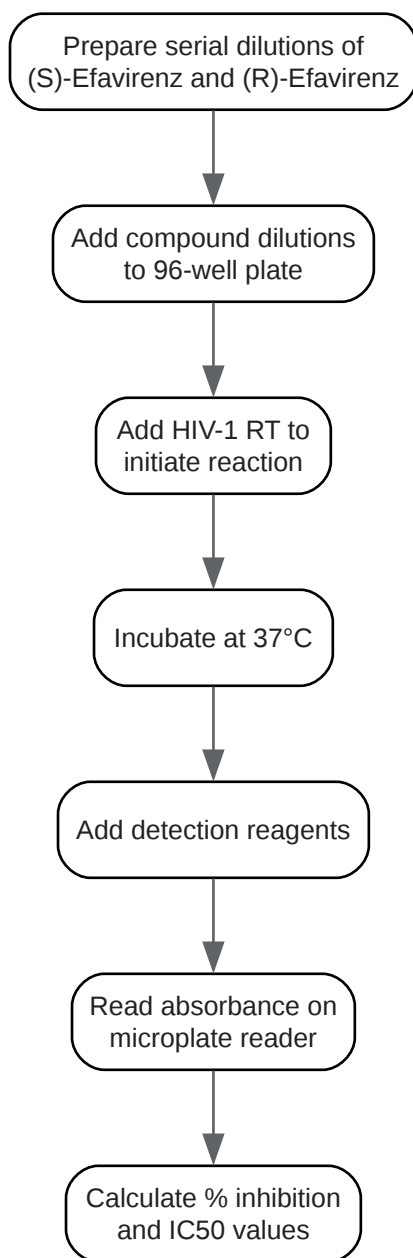 Prepare serial dilutions of
(S)-Efavirenz and (R)-Efavirenz
Add compound dilutions
to 96-well plate
Add HIV-1 RT to
initiate reaction
Incubate at 37°C
Add detection reagents
Read absorbance on
microplate reader
Calculate % inhibition
and IC50 values